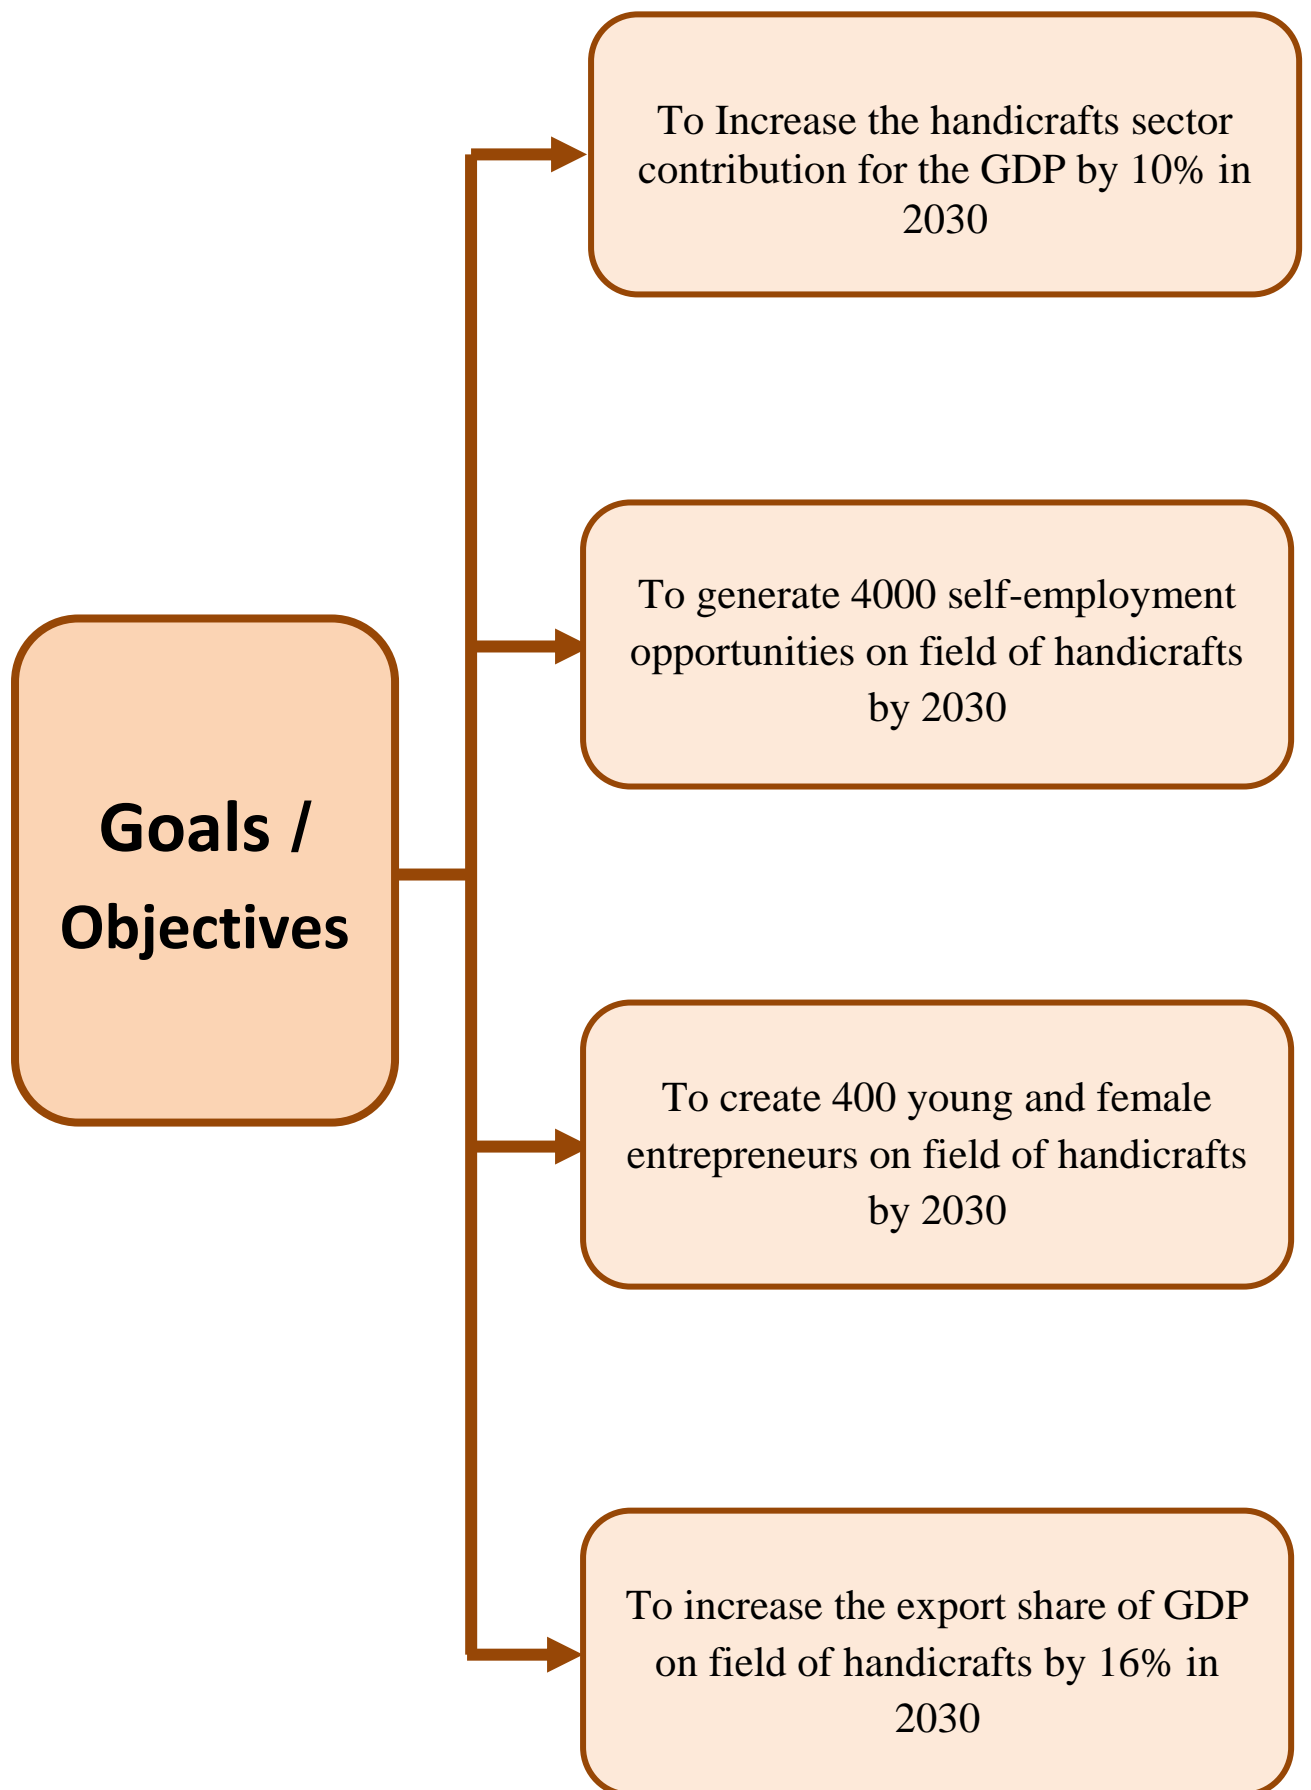 Goals /
Objectives
To Increase the handicrafts sector
contribution for the GDP by 10% in
2030
To generate 4000 self-employment
opportunities on field of handicrafts
by 2030
To create 400 young and female
entrepreneurs on field of handicrafts
by 2030
To increase the export share of GDP
on field of handicrafts by 16% in
2030